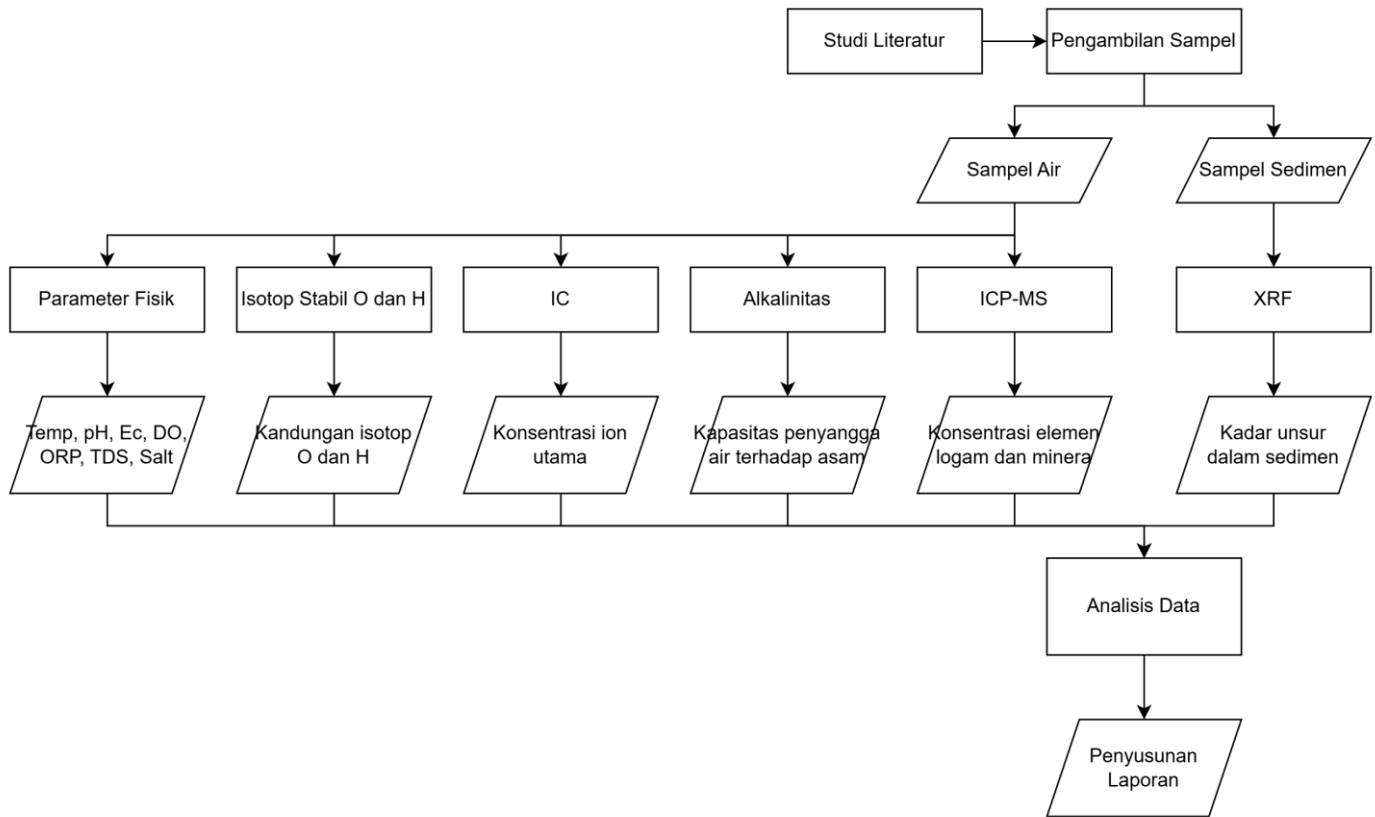 Studi Literatur
Pengambilan Sampel
Sampel Air
Sampel Sedimen
Parameter Fisik
Isotop Stabil O dan H
IC
Alkalinitas
ICP-MS
XRF
Temp, pH, Ec, DO,
ORP, TDS, Salt
Kandungan isotop
O dan H
Konsentrasi ion
utama
Kapasitas penyangga
air terhadap asam
Konsentrasi elemen
logam dan minera
Kadar unsur
dalam sedimen
Analisis Data
Penyusunan
Laporan